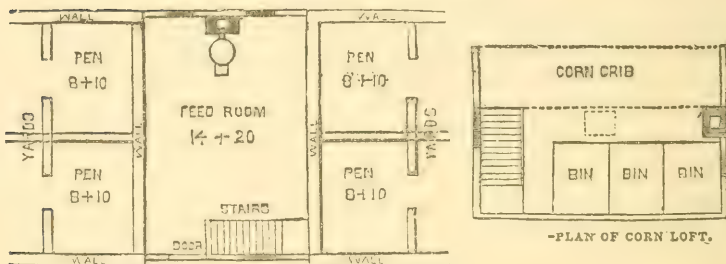 WALL
WALL
PEN
8+10
PEN
8+10
FEED ROOM
14+20
YARDS
YARDS
WALL
WALL
PEN
8+10
PEN
8+10
STAIRS
DOOR
WALL
WALL
CORN CRIB
BIN
BIN
BIN
-PLAN OF CORN LOFT.